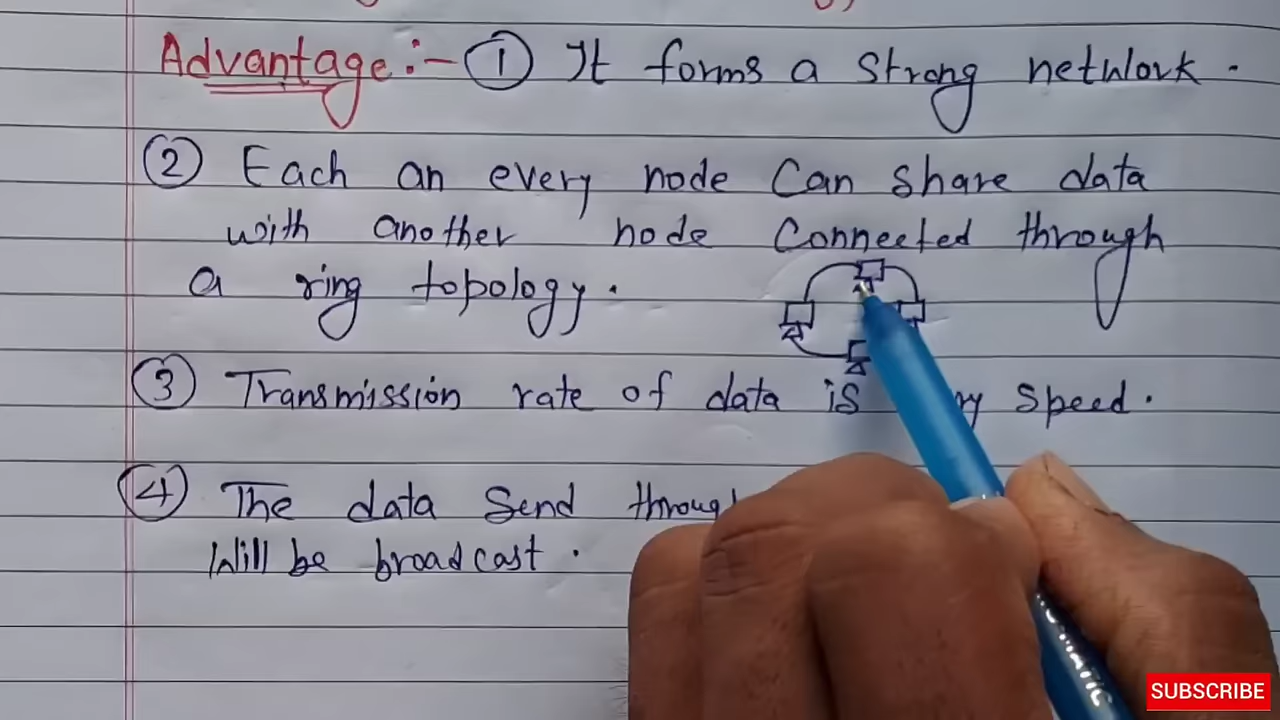 Advantage :- ① It forms a strong network.
② Each an every node can share data
with another node connected through
a ring topology.
③ Transmission rate of data is speed.
④ The data send
will be broadcast.
SUBSCRIBE